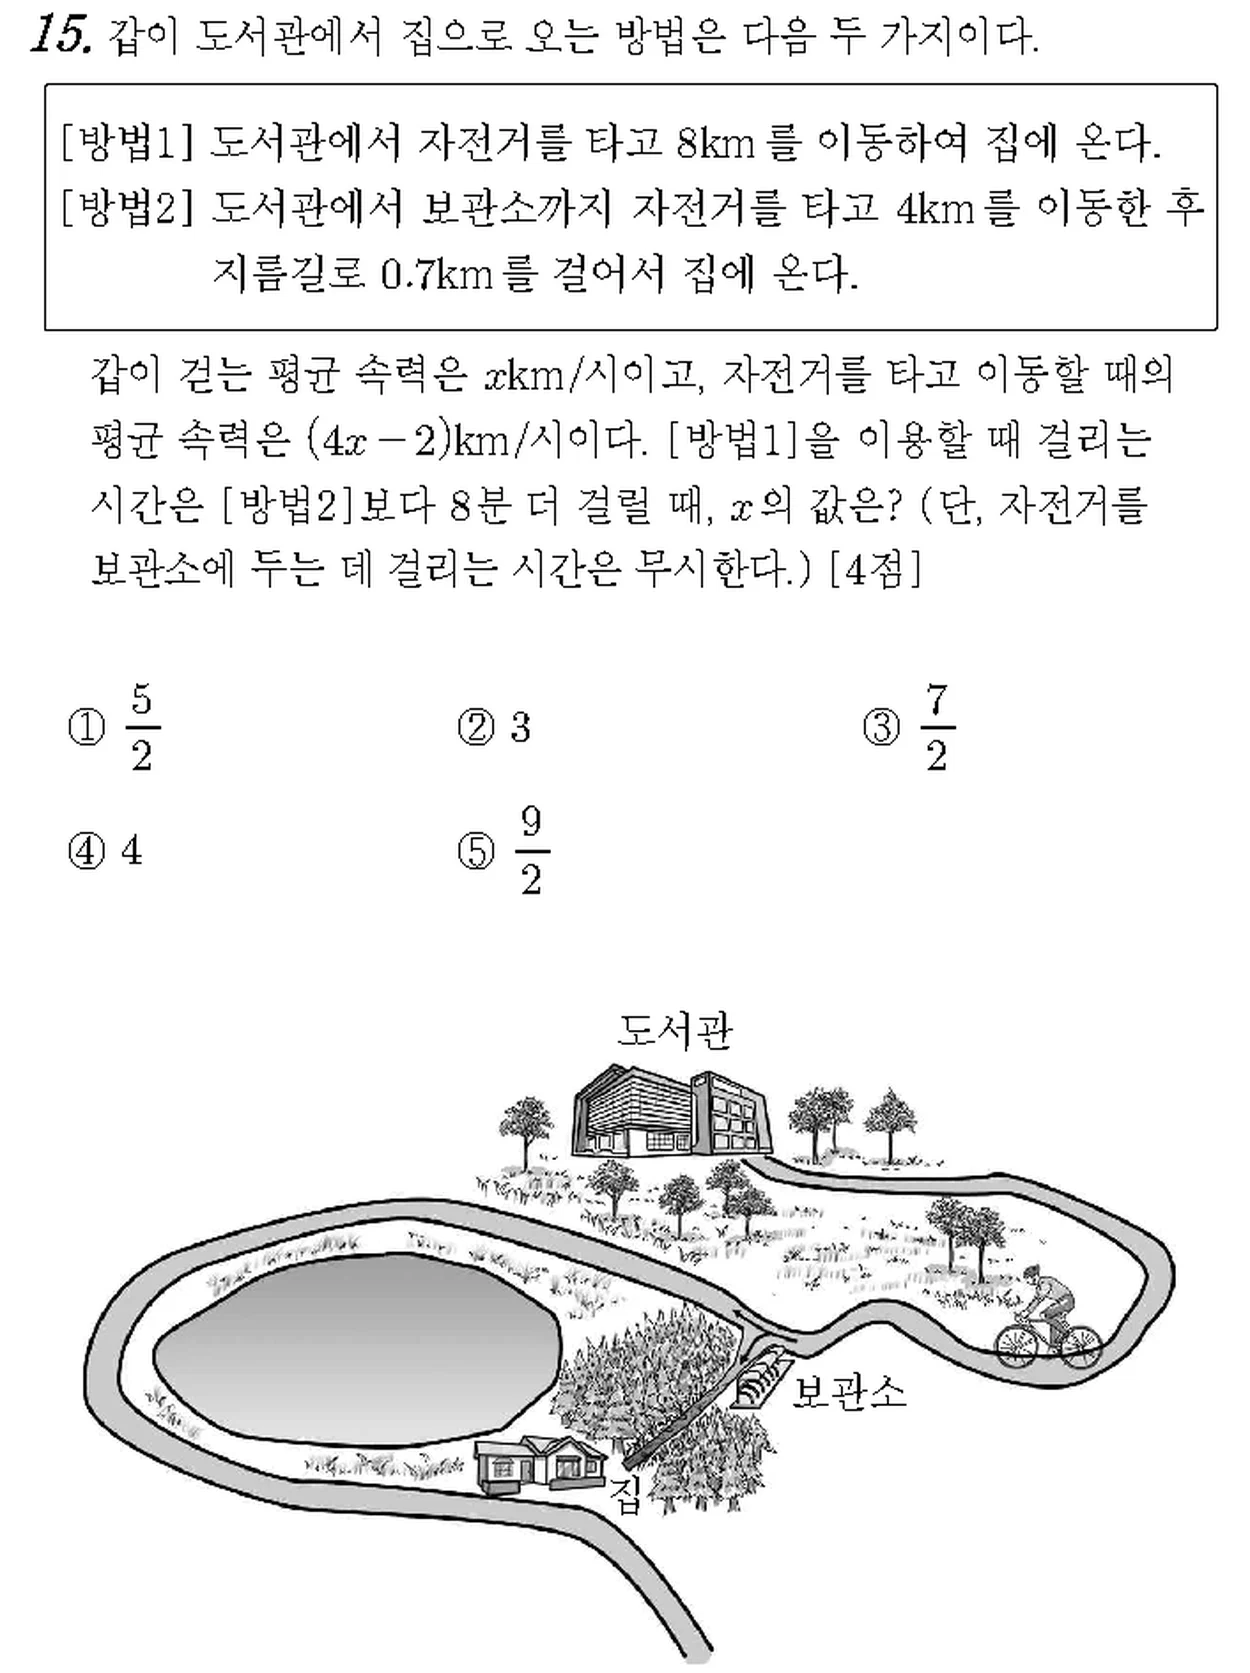 15. 갑이 도서관에서 집으로 오는 방법은 다음 두 가지이다.
[방법1] 도서관에서 자전거를 타고 8km를 이동하여 집에 온다.
[방법2] 도서관에서 보관소까지 자전거를 타고 4km를 이동한 후
지름길로 0.7km를 걸어서 집에 온다.
갑이 걷는 평균 속력은 xkm/시이고, 자전거를 타고 이동할 때의
평균 속력은 (4x-2)km/시이다. [방법1]을 이용할 때 걸리는
시간은 [방법2]보다 8분 더 걸릴 때, x의 값은? (단, 자전거를
보관소에 두는 데 걸리는 시간은 무시한다.) [4점]
① 5/2 ② 3 ③ 7/2
④ 4 ⑤ 9/2
도서관
보관소
집